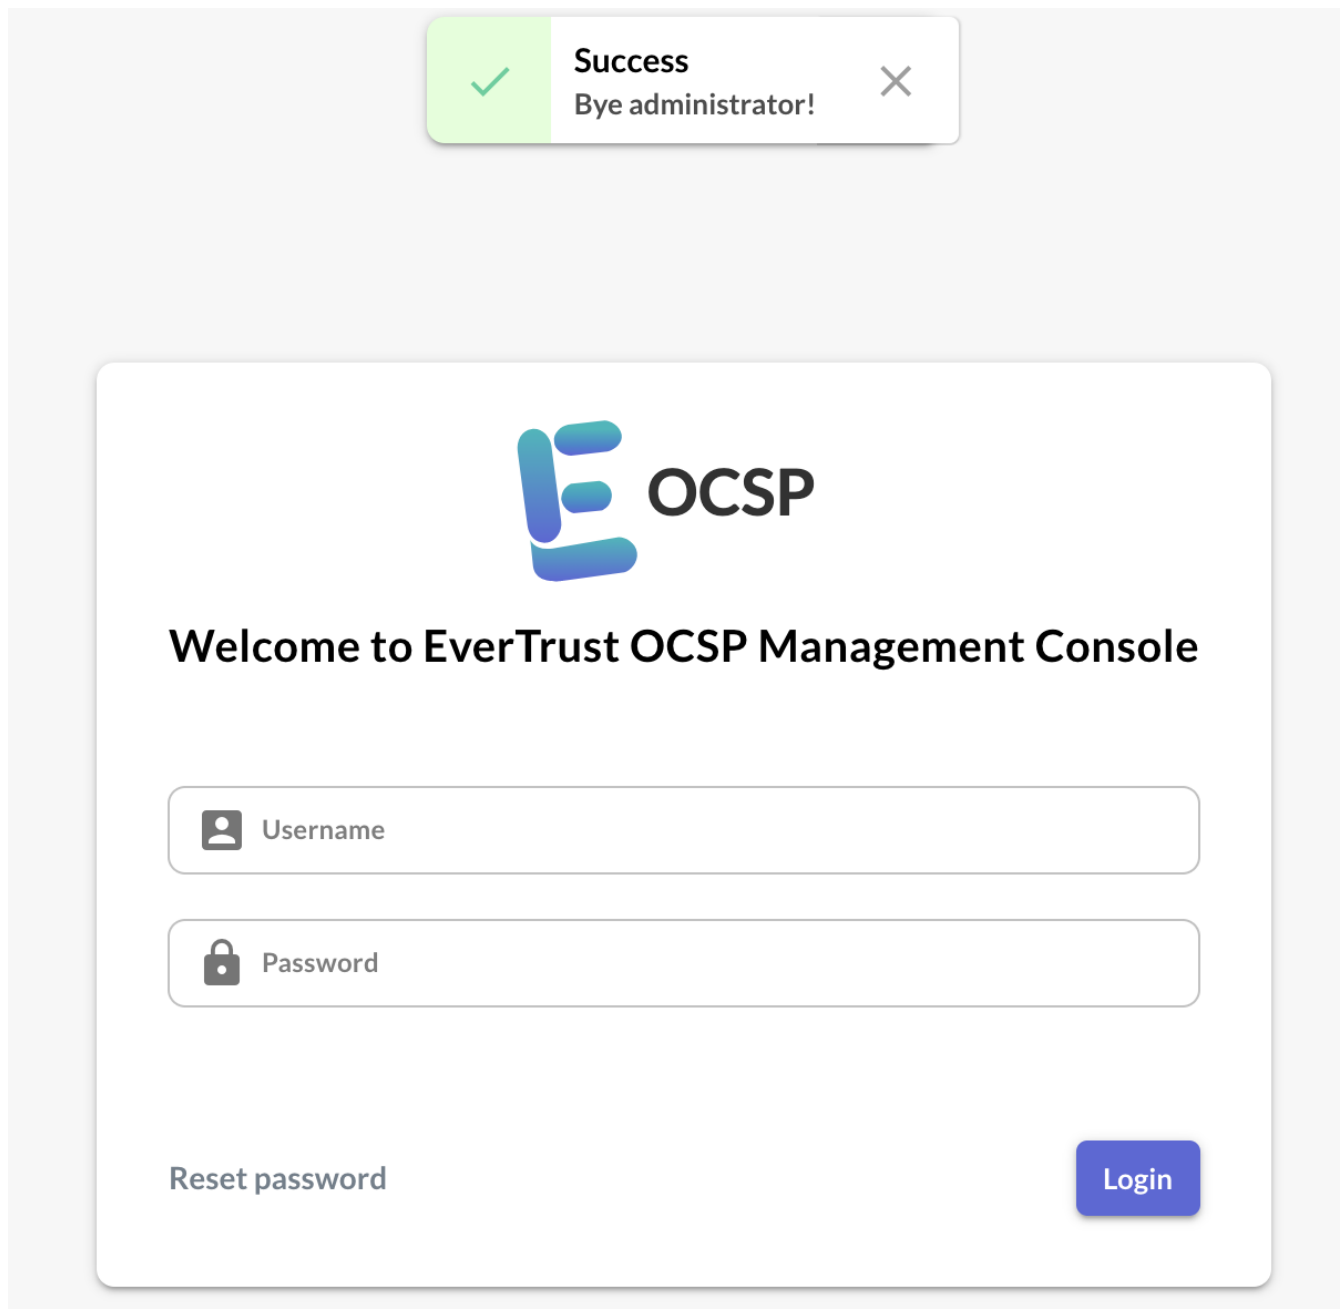 Success
Bye administrator!
E OCSP
Welcome to EverTrust OCSP Management Console
Username
Password
Reset password
Login